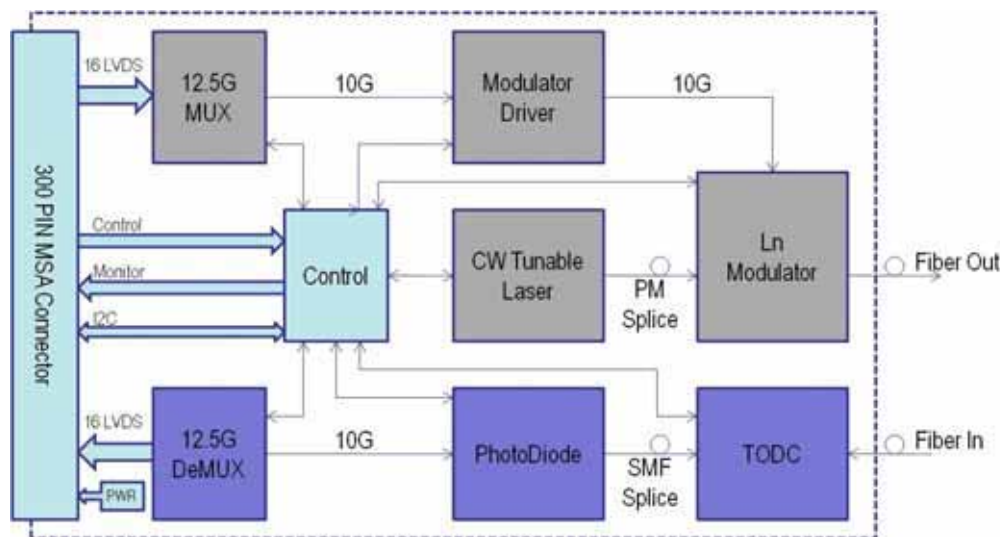 300 PIN MSA Connector
16 LVDS
12.5G
MUX
10G
Modulator
Driver
10G
Control
Monitor
I2C
Control
CW Tunable
Laser
PM
Splice
Ln
Modulator
Fiber Out
16 LVDS
PWR
12.5G
DeMUX
10G
PhotoDiode
SMF
Splice
TODC
Fiber In